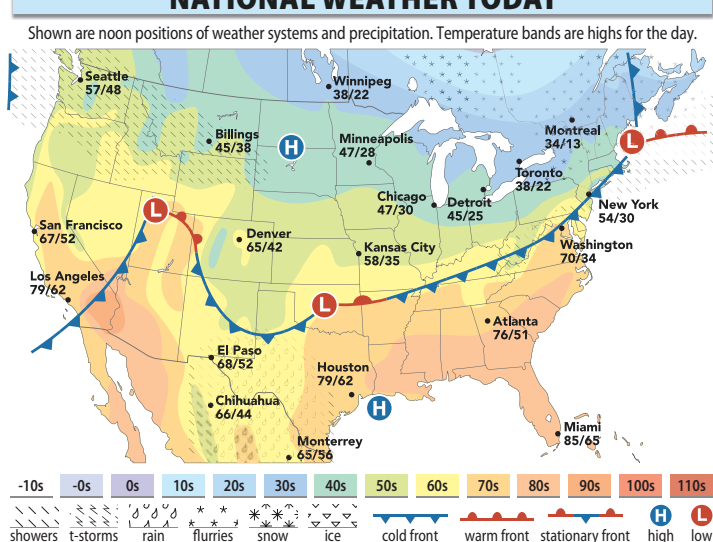 NATIONAL WEATHER TODAY
Shown are noon positions of weather systems and precipitation. Temperature bands are highs for the day.
Seattle
57/48
Winnipeg
38/22
Billings
45/38
H
Minneapolis
47/28
Montreal
34/13
L
Toronto
38/22
Chicago
47/30
Detroit
45/25
New York
54/30
L
San Francisco
67/52
Denver
65/42
Kansas City
58/35
Washington
70/34
Los Angeles
79/62
L
Atlanta
76/51
El Paso
68/52
Houston
79/62
H
Chihuahua
66/44
Miami
85/65
Monterrey
65/56
-10s -0s 0s 10s 20s 30s 40s 50s 60s 70s 80s 90s 100s 110s
H L
showers t-storms rain flurries snow ice cold front warm front stationary front high low